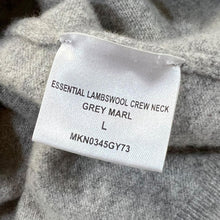 ESSENTIAL LAMBSWOOL CREW NECK
GREY MARL
L
MKN0345GY73